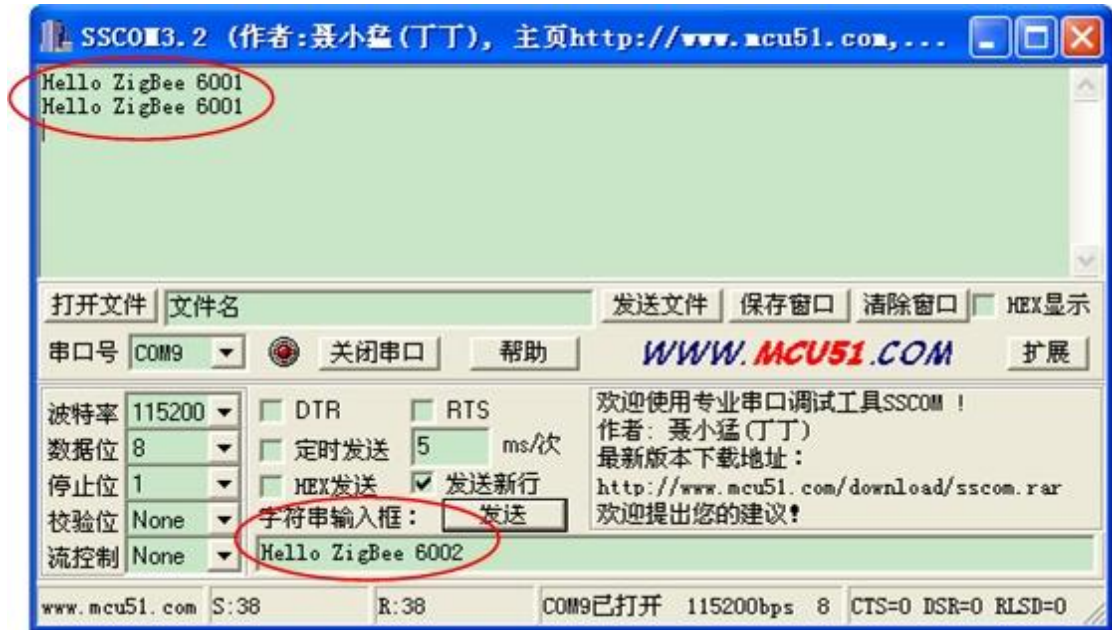 SSCOM3.2 (作者:聂小猛(丁丁), 主页http://www.mcu51.com,...
Hello ZigBee 6001
Hello ZigBee 6001
打开文件 文件名 发送文件 保存窗口 清除窗口 HEX显示
串口号 COM9 关闭串口 帮助 WWW.MCU51.COM 扩展
波特率 115200 DTR RTS
数据位 8 定时发送 5 ms/次
停止位 1 HEX发送 发送新行
校验位 None 字符串输入框: 发送
流控制 None Hello ZigBee 6002
欢迎使用专业串口调试工具SSCOM !
作者: 聂小猛(丁丁)
最新版本下载地址:
http://www.mcu51.com/download/sscom.rar
欢迎提出您的建议!
www.mcu51.com S:38 R:38 COM9已打开 115200bps 8 CTS=0 DSR=0 RLSD=0